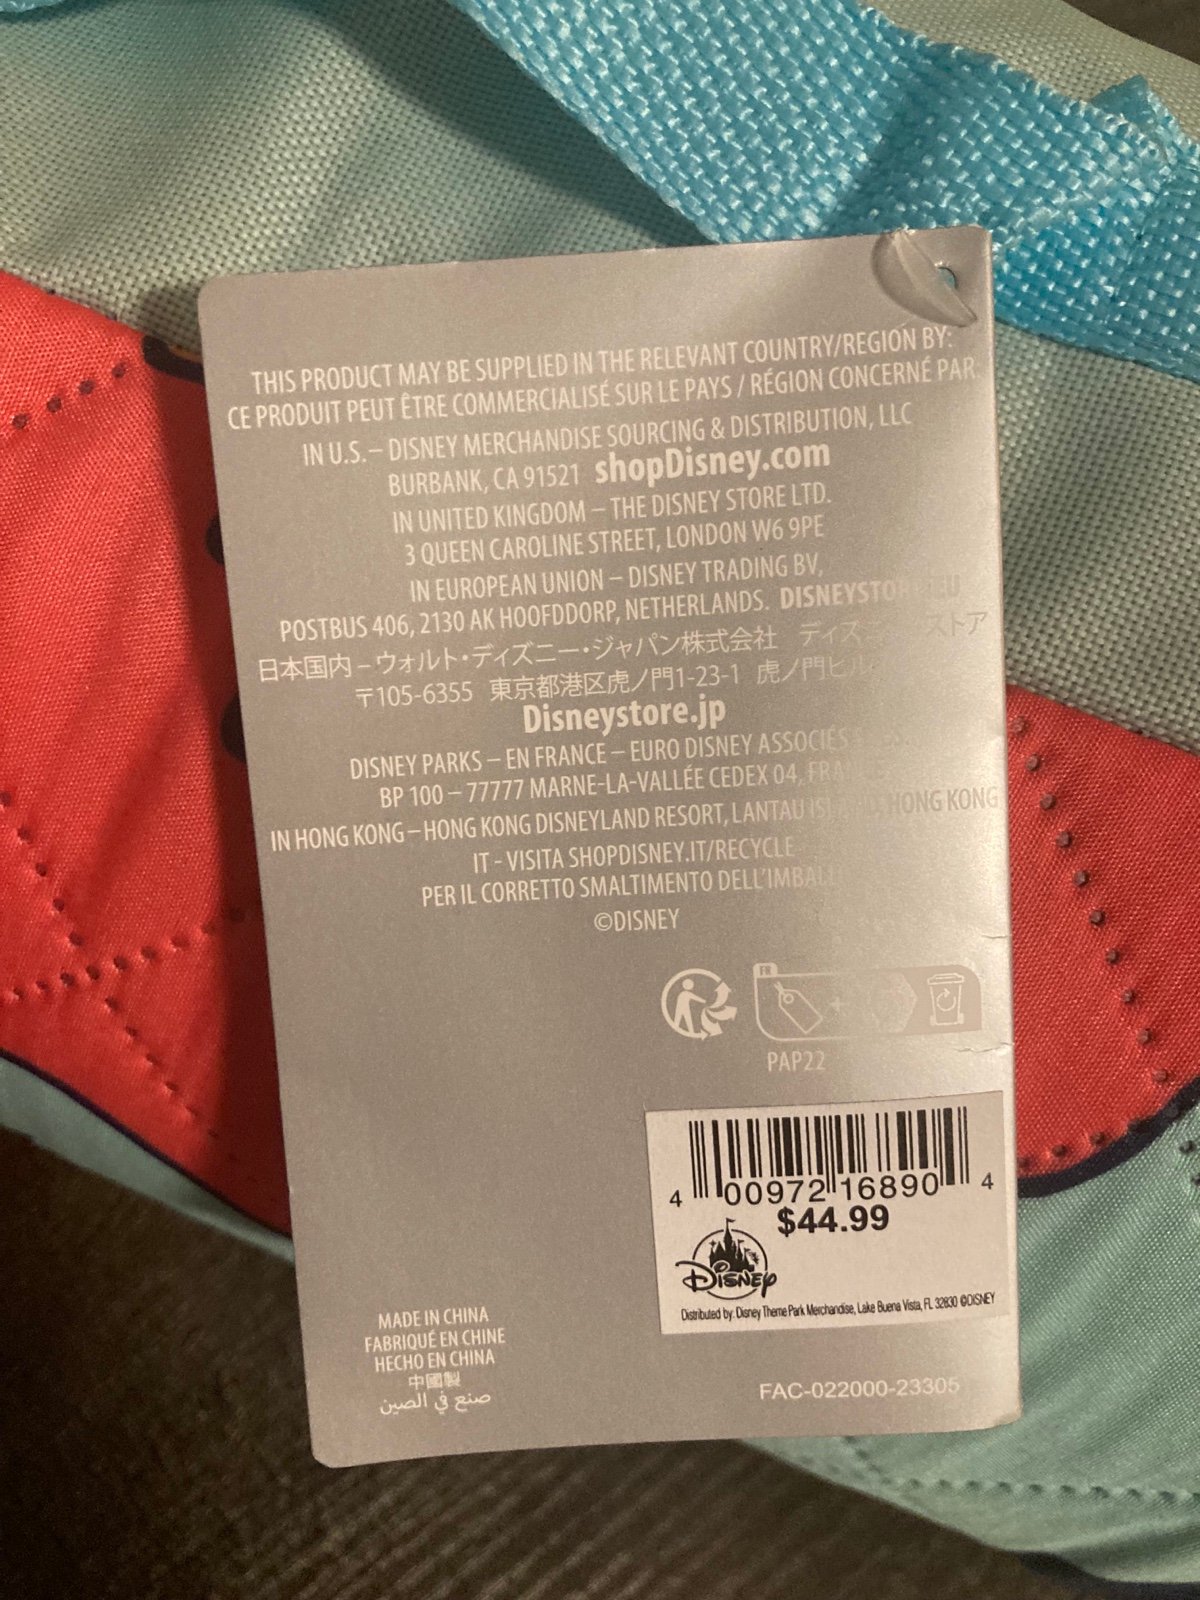 THIS PRODUCT MAY BE SUPPLIED IN THE RELEVANT COUNTRY/REGION BY:
CE PRODUIT PEUT ÊTRE COMMERCIALISÉ SUR LE PAYS / RÉGION CONCERNÉ PAR:
IN U.S.– DISNEY MERCHANDISE SOURCING & DISTRIBUTION, LLC
BURBANK, CA 91521 shopDisney.com
IN UNITED KINGDOM – THE DISNEY STORE LTD.
3 QUEEN CAROLINE STREET, LONDON W6 9PE
IN EUROPEAN UNION – DISNEY TRADING BV,
POSTBUS 406, 2130 AK HOOFDDORP, NETHERLANDS.
日本国内 – ウォルト・ディズニー・ジャパン株式会社 ストア
〒105-6355 東京都港区虎ノ門1-23-1
Disneystore.jp
DISNEY PARKS – EN FRANCE – EURO DISNEY ASSOCIÉS
BP 100 – 77777 MARNE-LA-VALLÉE CEDEX 04,
IN HONG KONG – HONG KONG DISNEYLAND RESORT, LANTAU HONG KONG
IT - VISITA SHOPDISNEY.IT/RECYCLE
PER IL CORRETTO SMALTIMENTO
©DISNEY
FR
PAP22
4 00972 16890 4
$44.99
Disney
Distributed by: Disney Theme Park Merchandise, Lake Buena Vista, FL 32830 ©DISNEY
MADE IN CHINA
FABRIQUÉ EN CHINE
HECHO EN CHINA
中國製
صنع في الصين
FAC-022000-23305